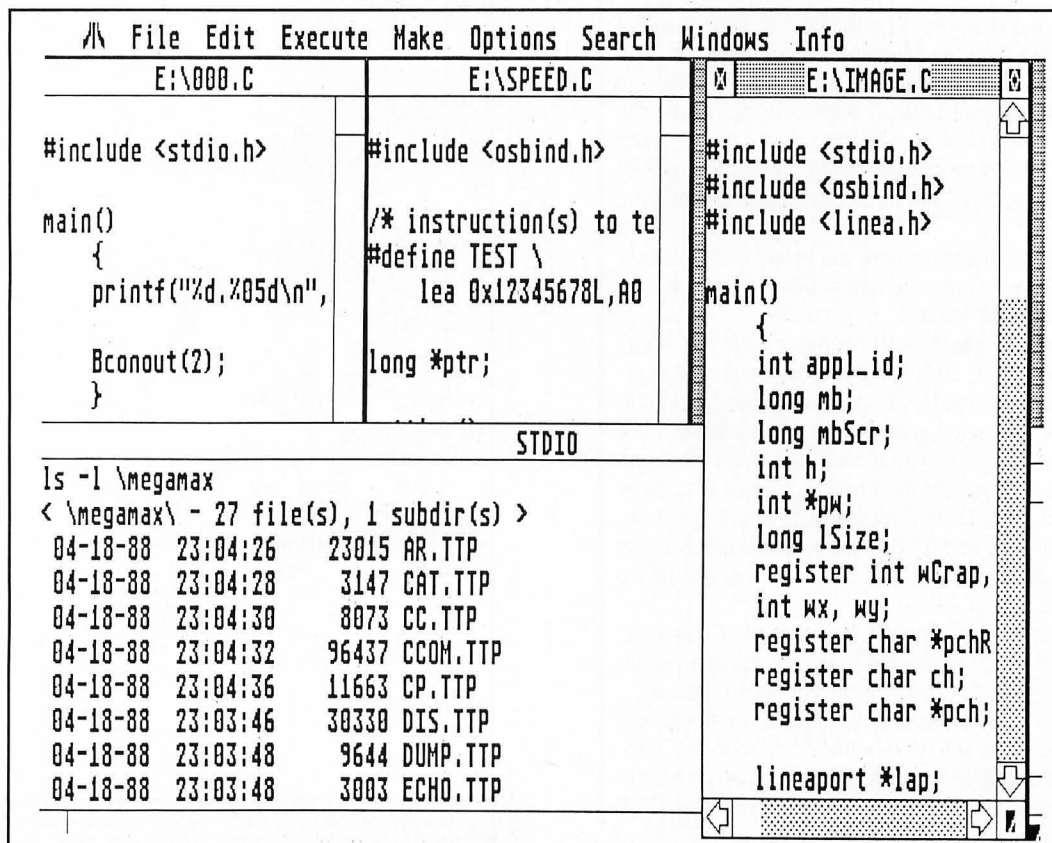 File Edit Execute Make Options Search Windows Info
E:\000.C
#include <stdio.h>
main()
{
printf("%d.%05d\n",
Bconout(2);
}
E:\SPEED.C
#include <osbind.h>
/* instruction(s) to te
#define TEST \
lea 0x12345678L,A0
long *ptr;
E:\IMAGE.C
#include <stdio.h>
#include <osbind.h>
#include <linea.h>
main()
{
int appl_id;
long mb;
long mbScr;
int h;
int *pw;
long lSize;
register int wCrap,
int wx, wy;
register char *pchR
register char ch;
register char *pch;
lineaport *lap;
STDIO
ls -l \megamax
< \megamax\ - 27 file(s), 1 subdir(s) >
04-18-88 23:04:26 23015 AR.TTP
04-18-88 23:04:28 3147 CAT.TTP
04-18-88 23:04:30 8073 CC.TTP
04-18-88 23:04:32 96437 CCOM.TTP
04-18-88 23:04:36 11663 CP.TTP
04-18-88 23:03:46 30330 DIS.TTP
04-18-88 23:03:48 9644 DUMP.TTP
04-18-88 23:03:48 3003 ECHO.TTP